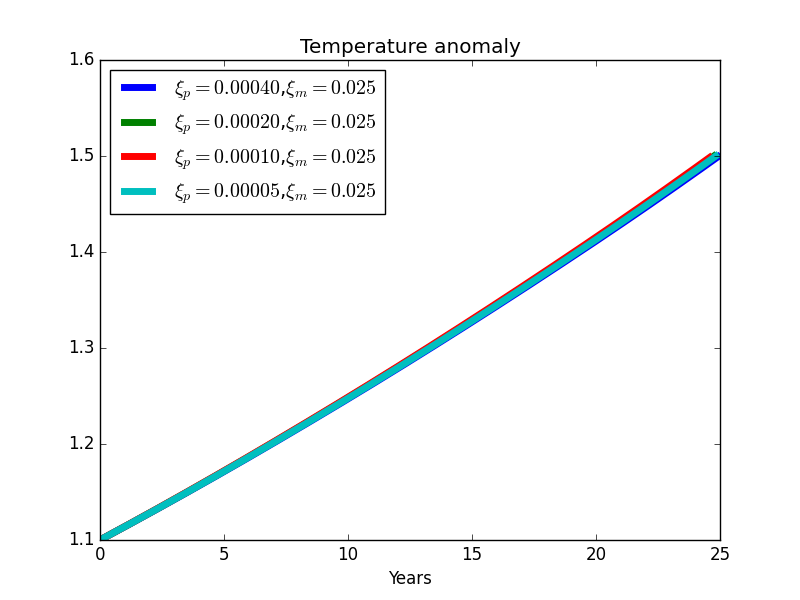 Temperature anomaly
1.6
1.5
1.4
1.3
1.2
1.1
ξₚ = 0.00040,ξₘ = 0.025
ξₚ = 0.00020,ξₘ = 0.025
ξₚ = 0.00010,ξₘ = 0.025
ξₚ = 0.00005,ξₘ = 0.025
0 5 10 15 20 25
Years